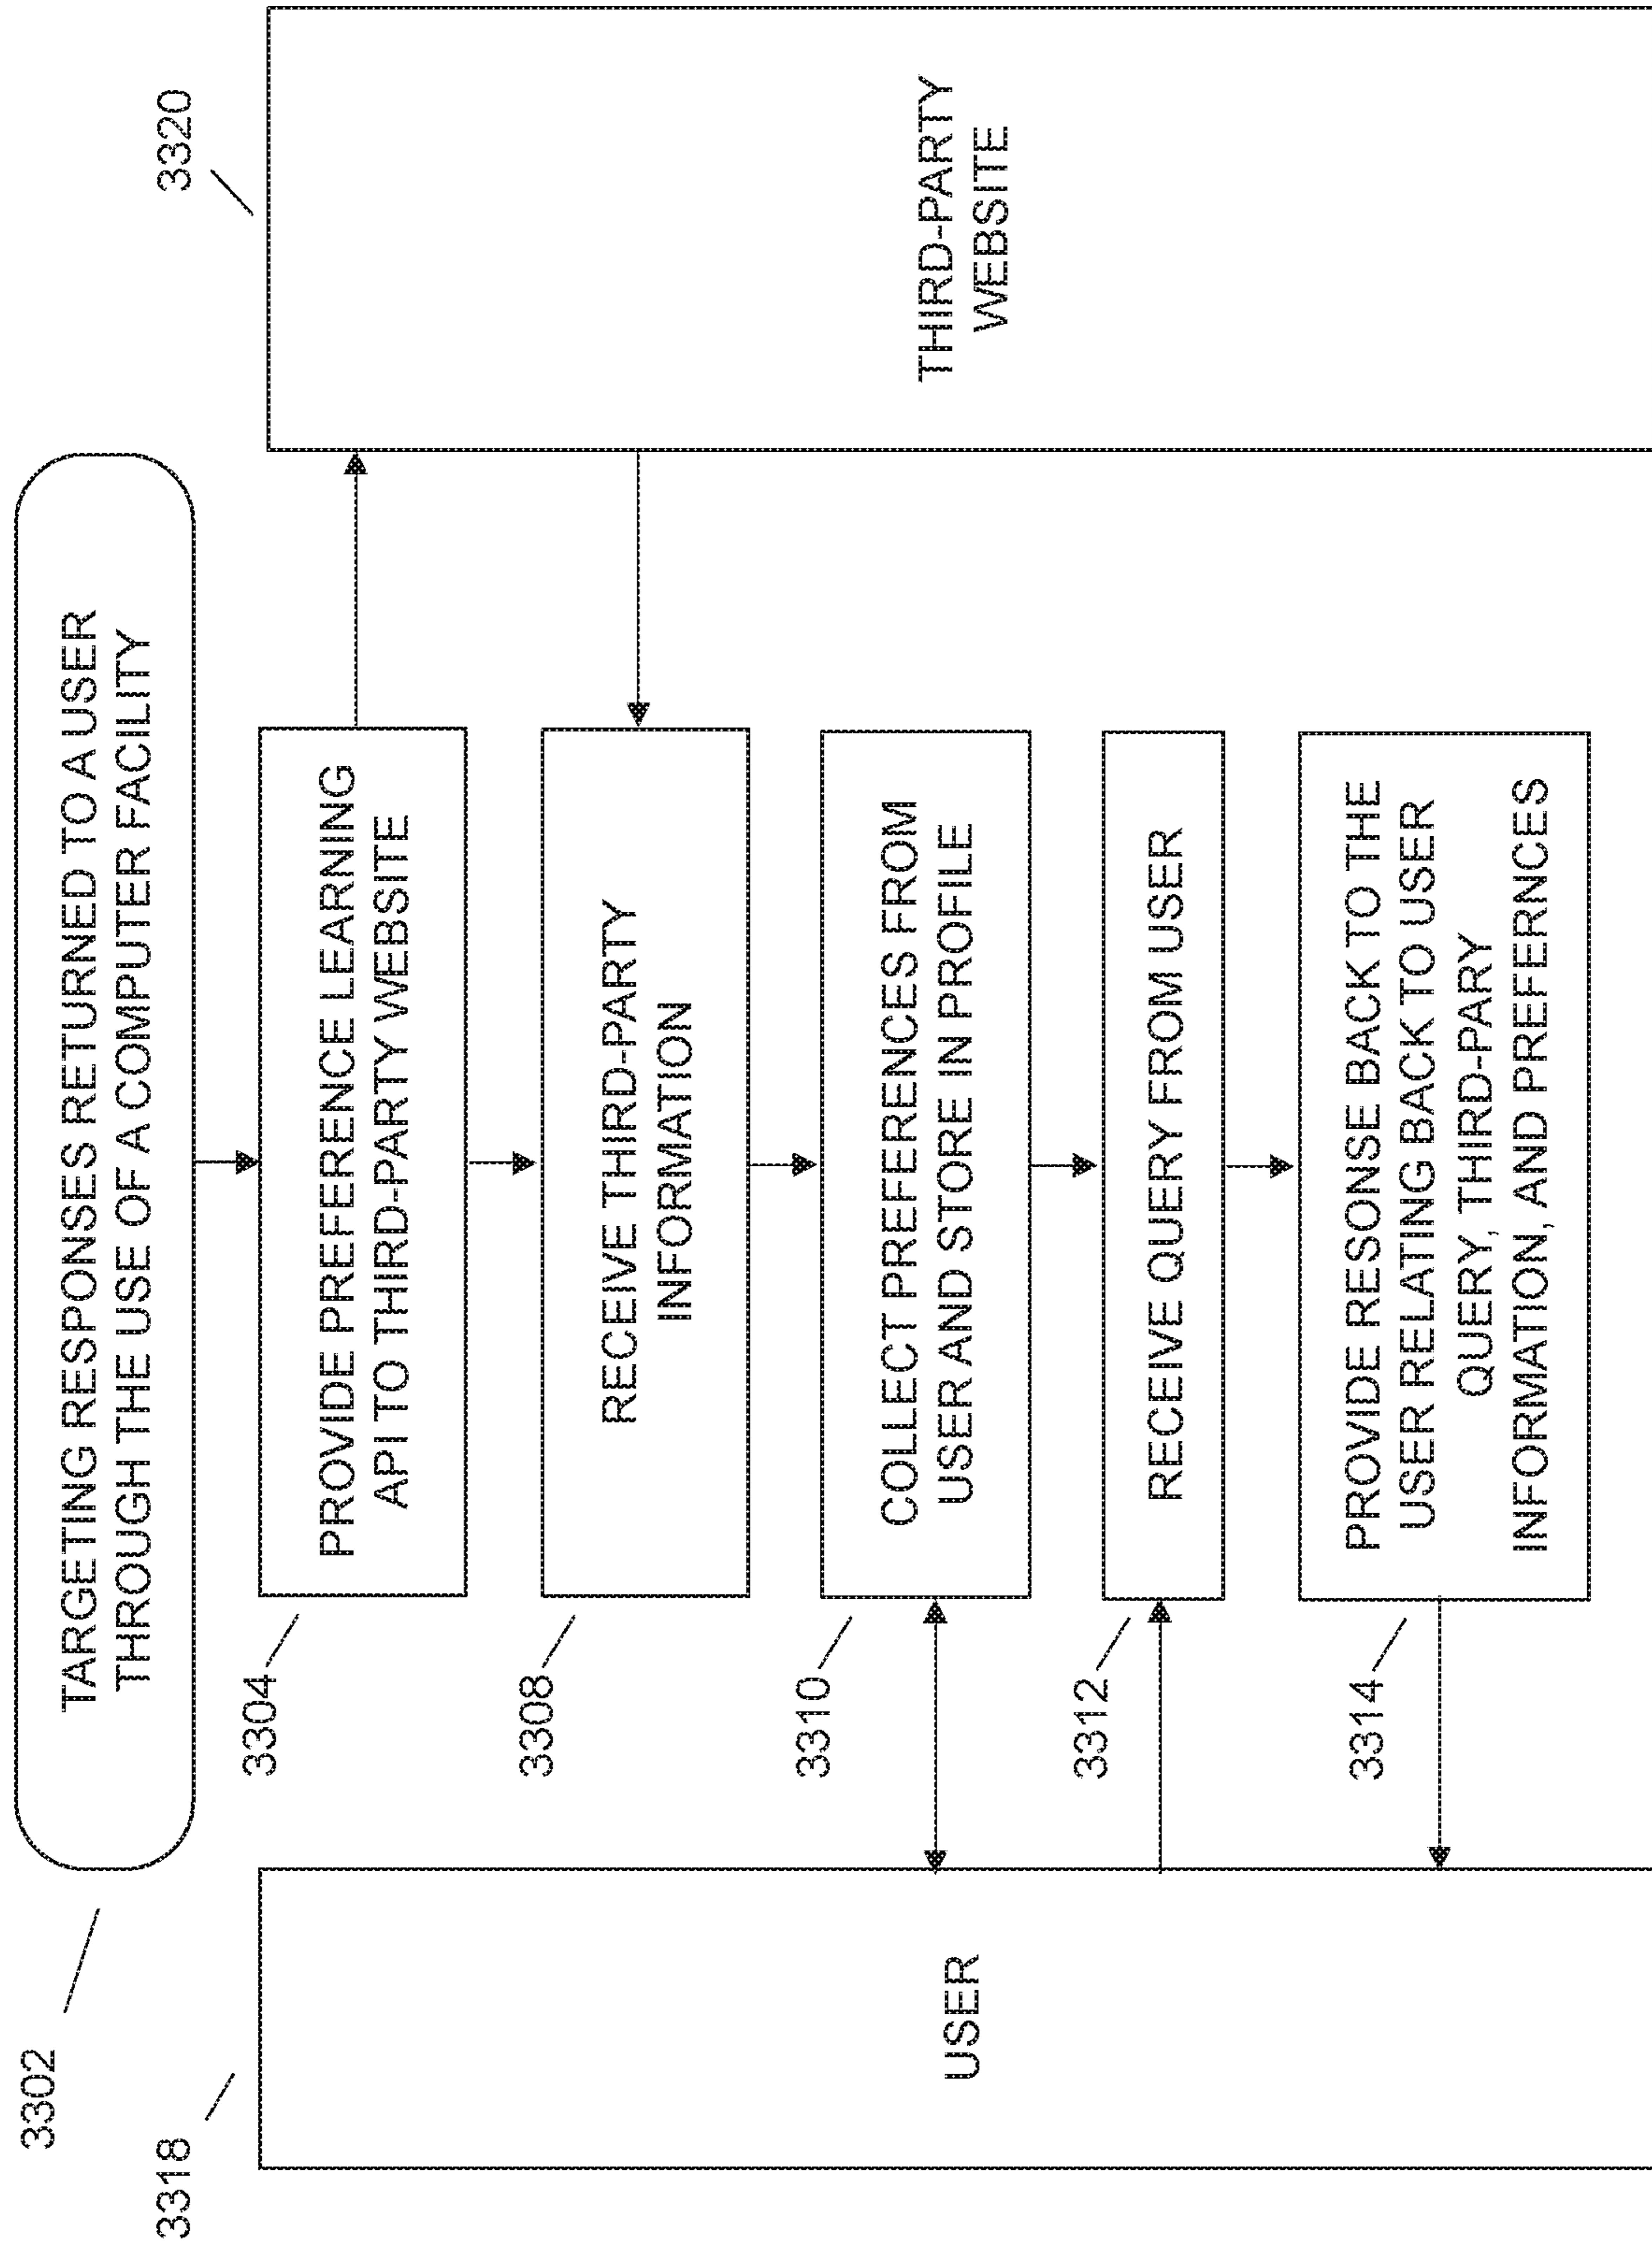 3302
TARGETING RESPONSES RETURNED TO A USER
THROUGH THE USE OF A COMPUTER FACILITY
3318
USER
3304
PROVIDE PREFERENCE LEARNING
API TO THIRD-PARTY WEBSITE
3308
RECEIVE THIRD-PARTY
INFORMATION
3310
COLLECT PREFERENCES FROM
USER AND STORE IN PROFILE
3312
RECEIVE QUERY FROM USER
3314
PROVIDE RESONSE BACK TO THE
USER RELATING BACK TO USER
QUERY, THIRD-PARY
INFORMATION, AND PREFERNCES
3320
THIRD-PARTY
WEBSITE